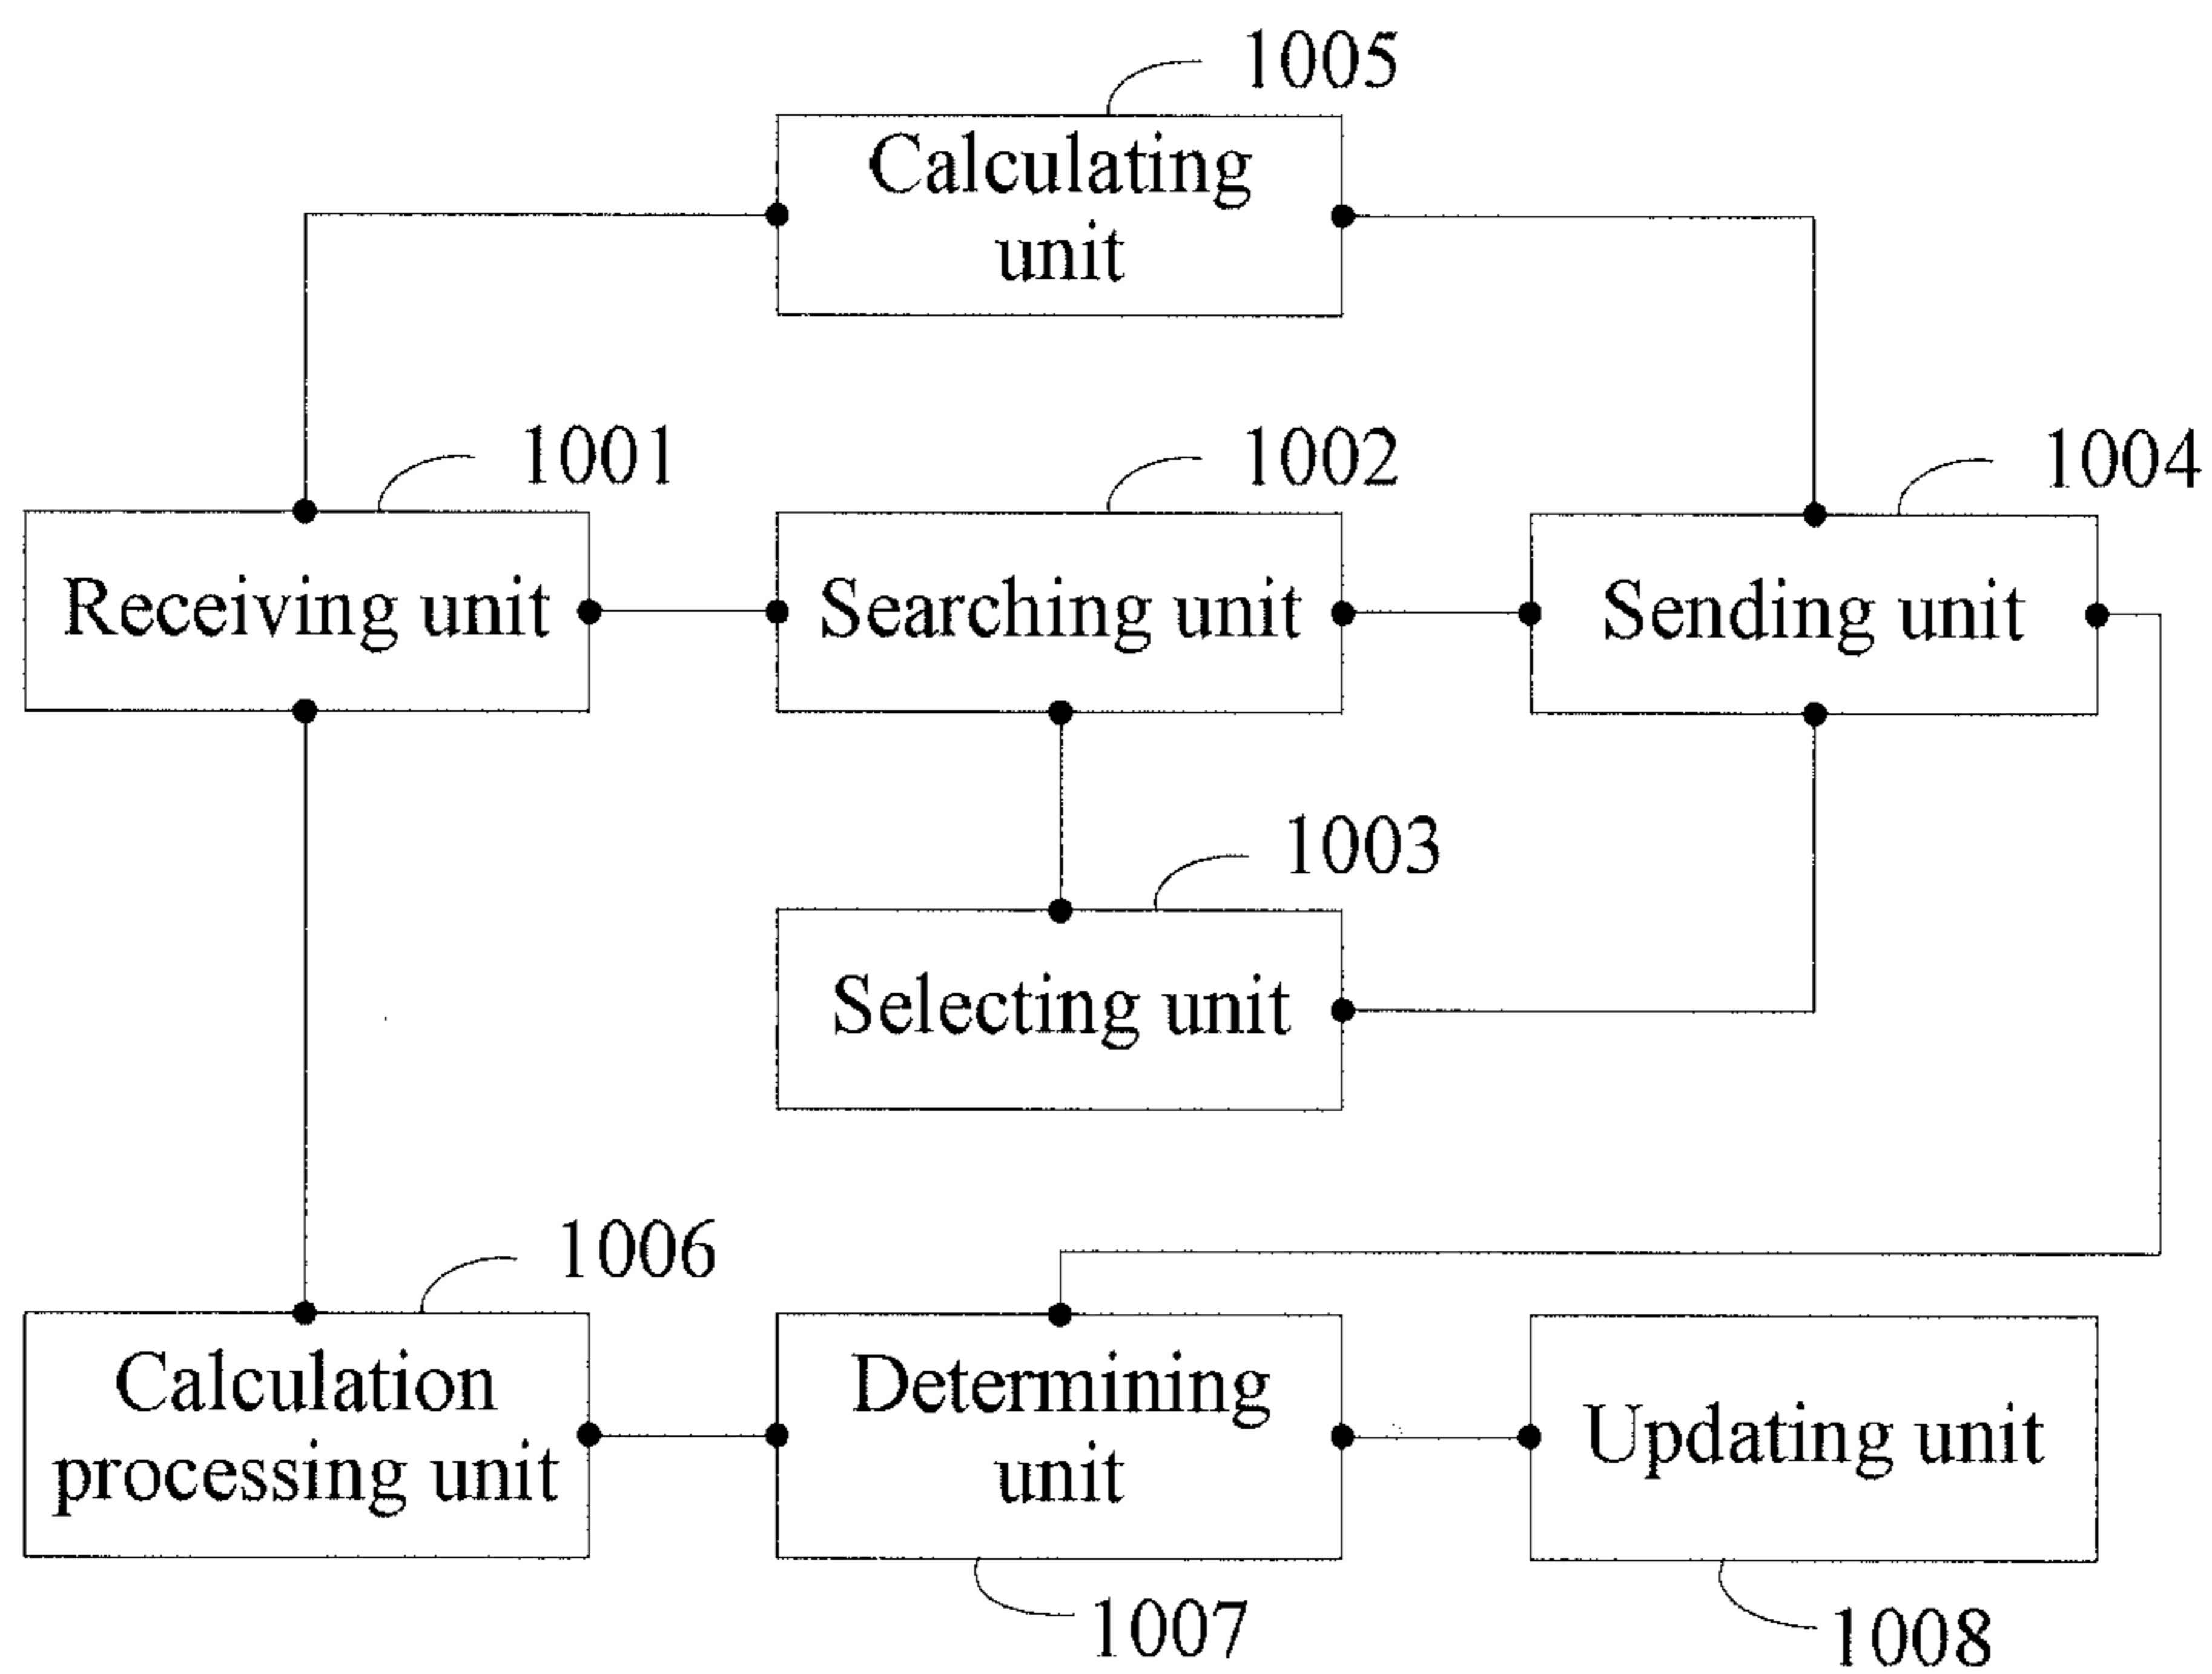 1005
Calculating
unit
1001
1002
1004
Receiving unit
Searching unit
Sending unit
1003
Selecting unit
1006
Calculation
processing unit
Determining
unit
Updating unit
1007
1008